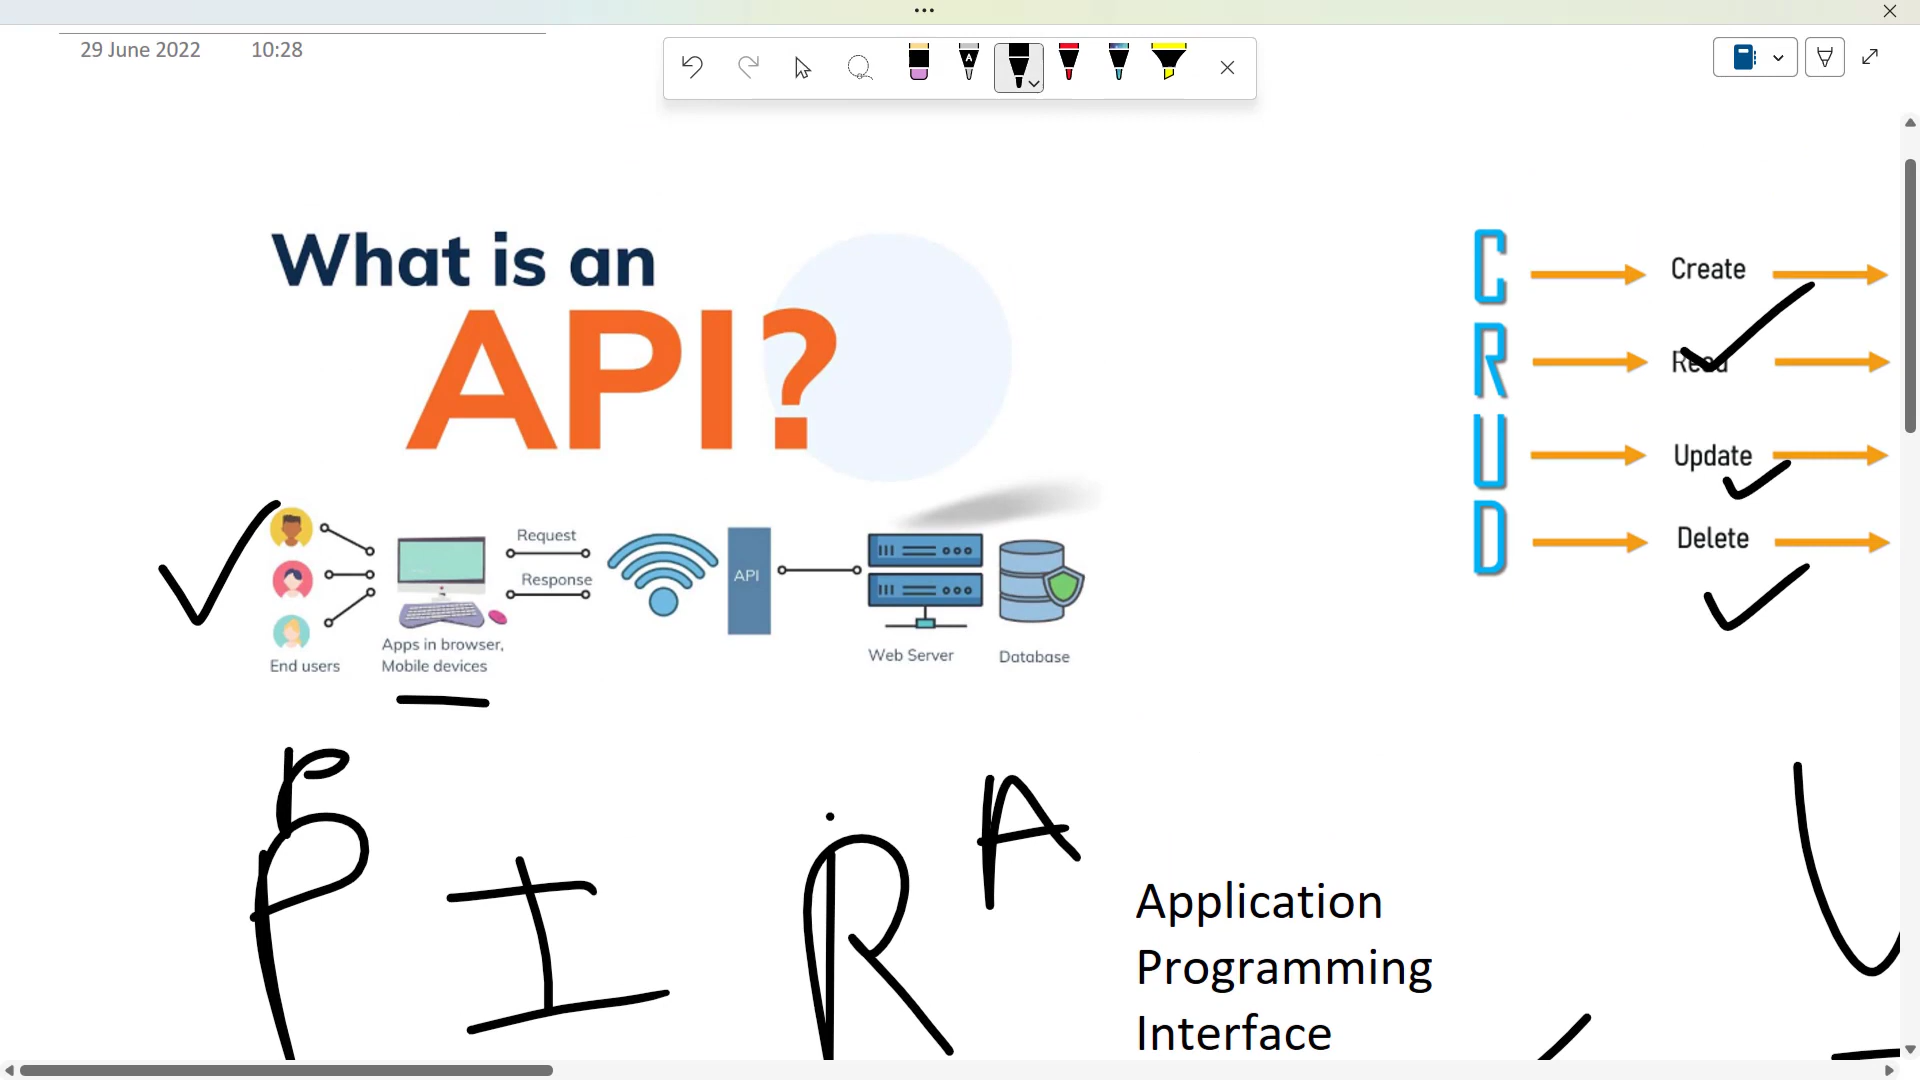 29 June 2022 10:28
What is an
API?
Request
Response
API
End users
Apps in browser,
Mobile devices
Web Server
Database
C Create
R Read
U Update
D Delete
P
P I R A
Application
Programming
Interface